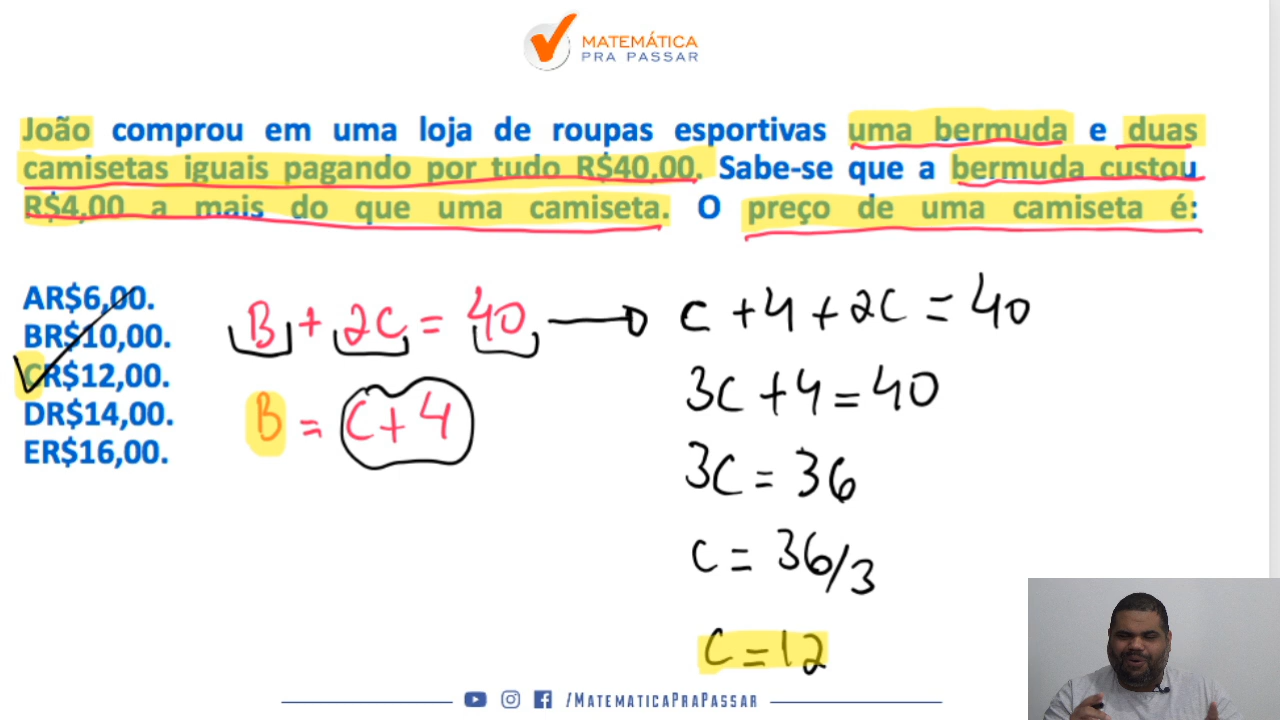 MATEMÁTICA
PRA PASSAR
João comprou em uma loja de roupas esportivas uma bermuda e duas
camisetas iguais pagando por tudo R$40,00. Sabe-se que a bermuda custou
R$4,00 a mais do que uma camiseta. O preço de uma camiseta é:
AR$6,00.
BR$10,00.
CR$12,00.
DR$14,00.
ER$16,00.
B + 2C = 40
B = C + 4
C + 4 + 2C = 40
3C + 4 = 40
3C = 36
C = 36/3
C = 12
/MATEMATICAPRAPASSAR